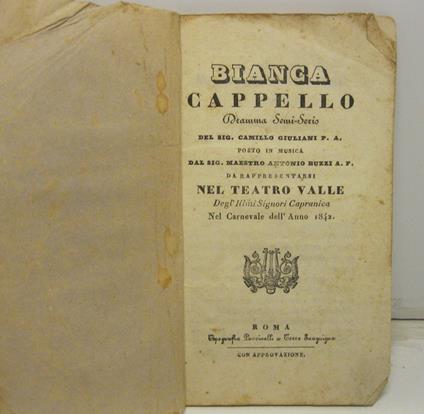 BIANCA
CAPPELLO
Dramma Semi-Serio
DEL SIG. CAMILLO GIULIANI P. A.
POSTO IN MUSICA
DAL SIG. MAESTRO ANTONIO BUZZI A. F.
DA RAPPRESENTARSI
NEL TEATRO VALLE
Degl' Illmi Signori Capranica
Nel Carnevale dell' Anno 1842.
ROMA
Tipografia Puccinelli a Torre Sanguigna
CON APPROVAZIONE.